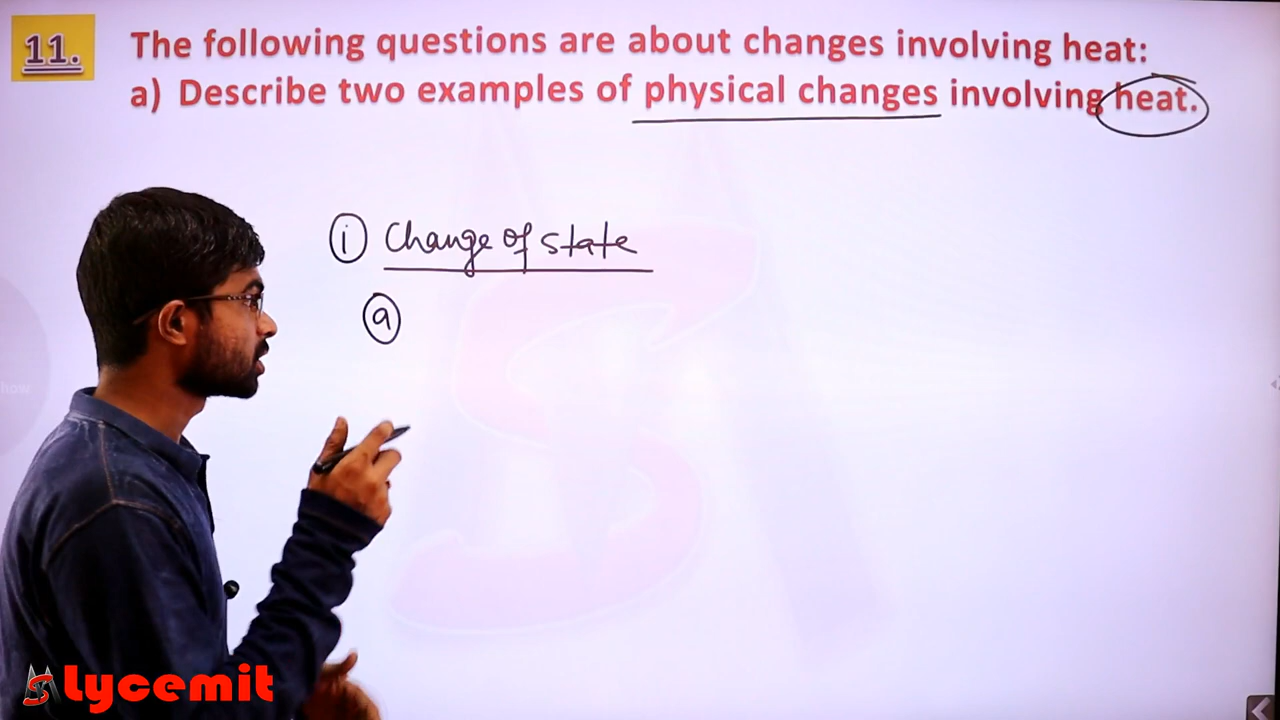 11.
The following questions are about changes involving heat:
a) Describe two examples of physical changes involving heat.
i Change of state
a
how
lycemit